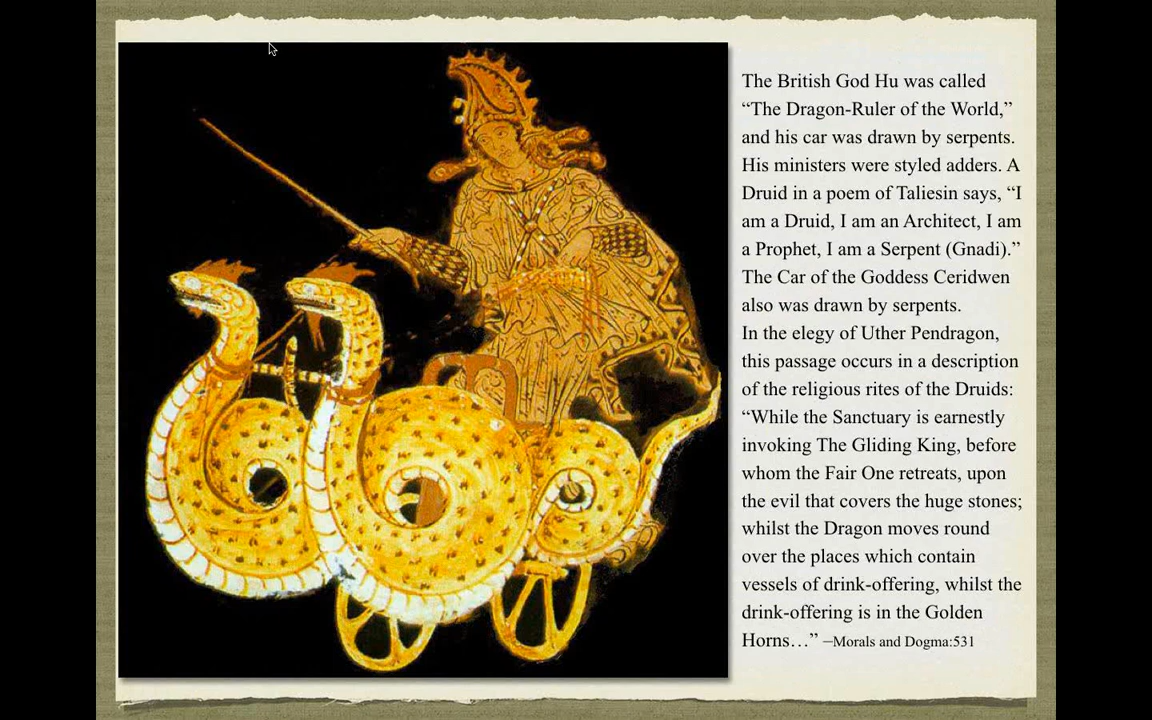 The British God Hu was called
“The Dragon-Ruler of the World,”
and his car was drawn by serpents.
His ministers were styled adders. A
Druid in a poem of Taliesin says, “I
am a Druid, I am an Architect, I am
a Prophet, I am a Serpent (Gnadi).”
The Car of the Goddess Ceridwen
also was drawn by serpents.
In the elegy of Uther Pendragon,
this passage occurs in a description
of the religious rites of the Druids:
“While the Sanctuary is earnestly
invoking The Gliding King, before
whom the Fair One retreats, upon
the evil that covers the huge stones;
whilst the Dragon moves round
over the places which contain
vessels of drink-offering, whilst the
drink-offering is in the Golden
Horns…” –Morals and Dogma:531